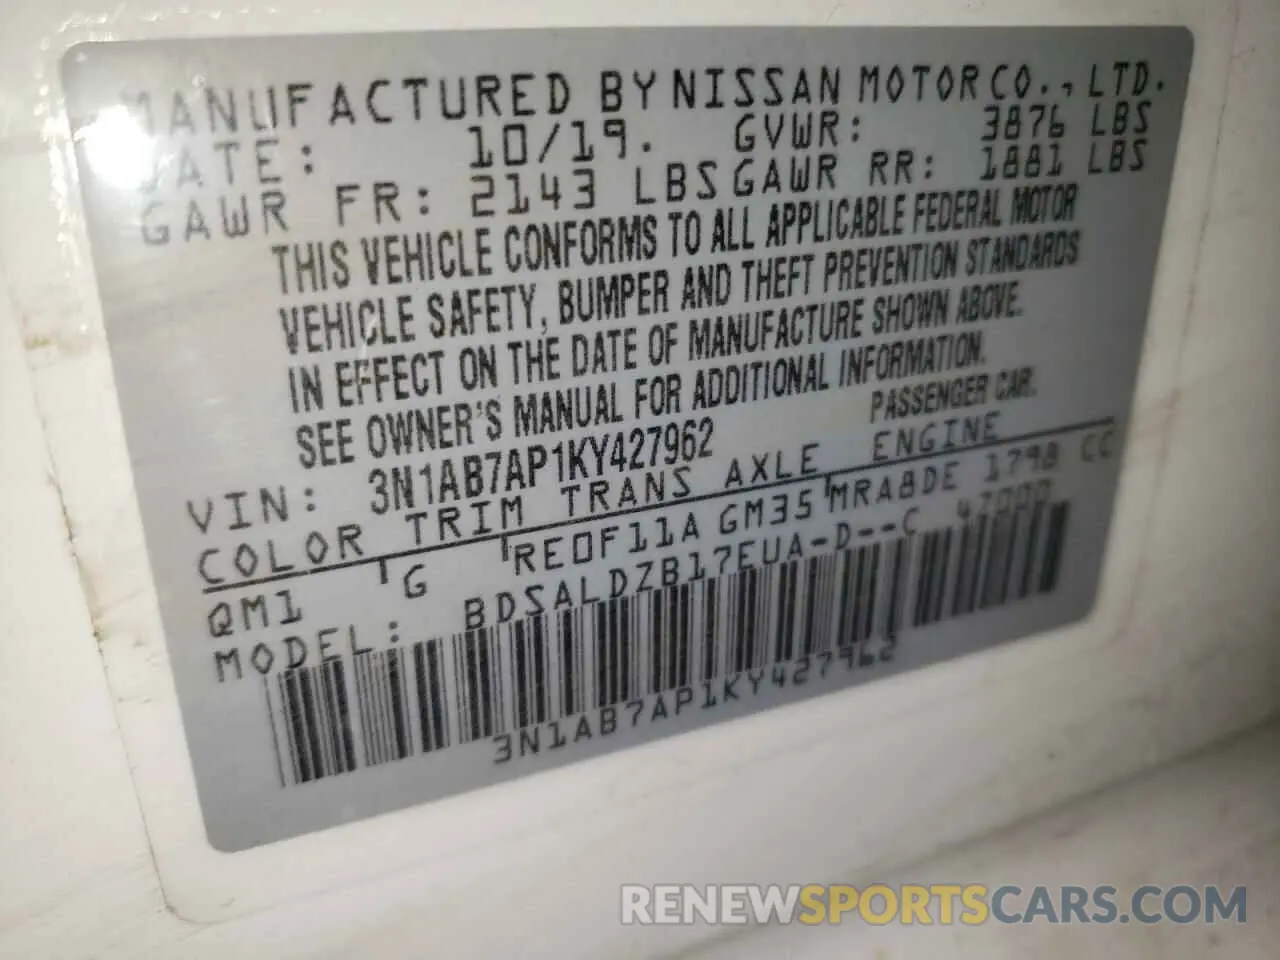 MANUFACTURED BY NISSAN MOTOR CO., LTD.
DATE: 10/19. GVWR: 3876 LBS
GAWR FR: 2143 LBS GAWR RR: 1881 LBS
THIS VEHICLE CONFORMS TO ALL APPLICABLE FEDERAL MOTOR
VEHICLE SAFETY, BUMPER AND THEFT PREVENTION STANDARDS
IN EFFECT ON THE DATE OF MANUFACTURE SHOWN ABOVE.
SEE OWNER'S MANUAL FOR ADDITIONAL INFORMATION.
VIN: 3N1AB7AP1KY427962 PASSENGER CAR.
COLOR TRIM TRANS AXLE ENGINE
QM1 G RE0F11A GM35 MRA8DE 1798 CC
MODEL: BDSALDZB17EUA-D--C 47000
3N1AB7AP1KY427962
RENEWSPORTSCARS.COM